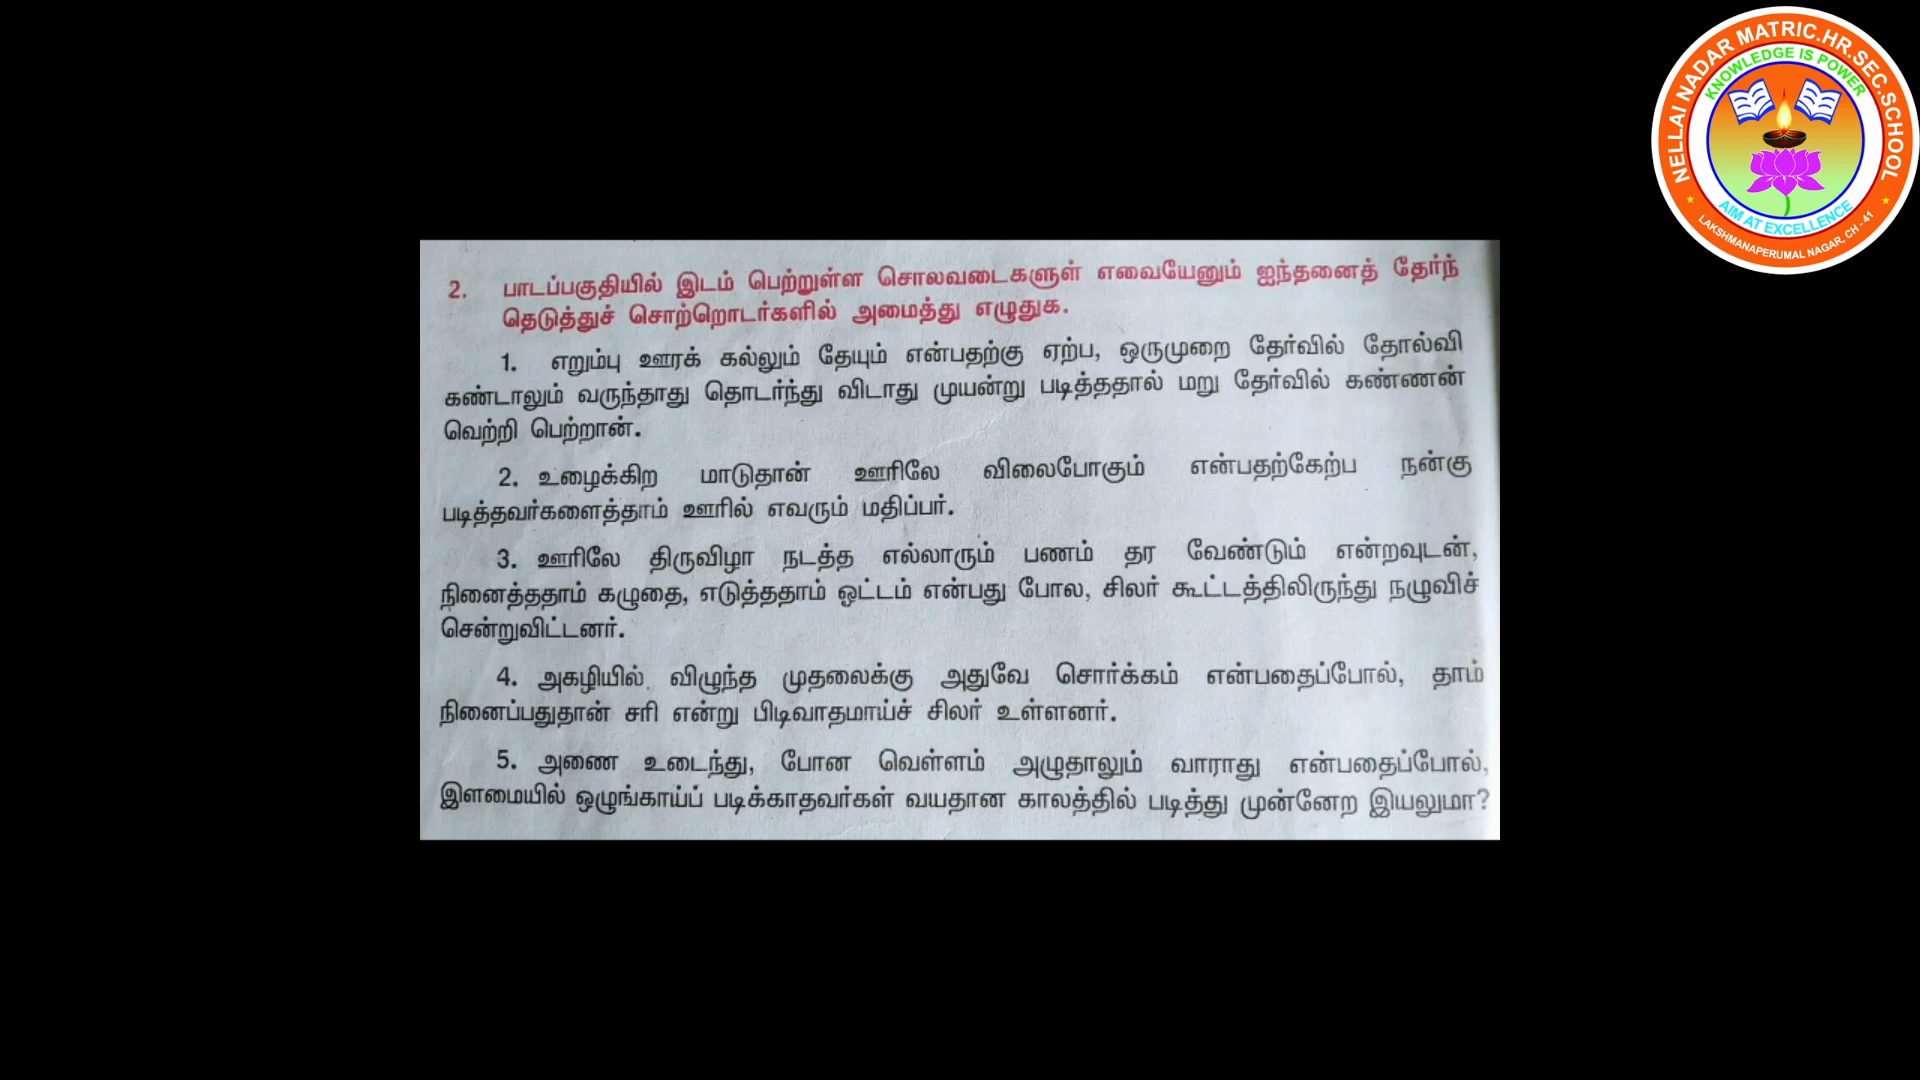 NELLAI NADAR MATRIC.HR.SEC.SCHOOL
KNOWLEDGE IS POWER
AIM AT EXCELLENCE
LAKSHMANAPERUMAL NAGAR, CH - 41
2. பாடப்பகுதியில் இடம் பெற்றுள்ள சொலவடைகளுள் எவையேனும் ஐந்தனைத் தேர்ந்
தெடுத்துச் சொற்றொடர்களில் அமைத்து எழுதுக.
1. எறும்பு ஊரக் கல்லும் தேயும் என்பதற்கு ஏற்ப, ஒருமுறை தேர்வில் தோல்வி
கண்டாலும் வருந்தாது தொடர்ந்து விடாது முயன்று படித்ததால் மறு தேர்வில் கண்ணன்
வெற்றி பெற்றான்.
2. உழைக்கிற மாடுதான் ஊரிலே விலைபோகும் என்பதற்கேற்ப நன்கு
படித்தவர்களைத்தாம் ஊரில் எவரும் மதிப்பர்.
3. ஊரிலே திருவிழா நடத்த எல்லாரும் பணம் தர வேண்டும் என்றவுடன்,
நினைத்ததாம் கழுதை, எடுத்ததாம் ஓட்டம் என்பது போல, சிலர் கூட்டத்திலிருந்து நழுவிச்
சென்றுவிட்டனர்.
4. அகழியில் விழுந்த முதலைக்கு அதுவே சொர்க்கம் என்பதைப்போல், தாம்
நினைப்பதுதான் சரி என்று பிடிவாதமாய்ச் சிலர் உள்ளனர்.
5. அணை உடைந்து, போன வெள்ளம் அழுதாலும் வாராது என்பதைப்போல்,
இளமையில் ஒழுங்காய்ப் படிக்காதவர்கள் வயதான காலத்தில் படித்து முன்னேற இயலுமா?